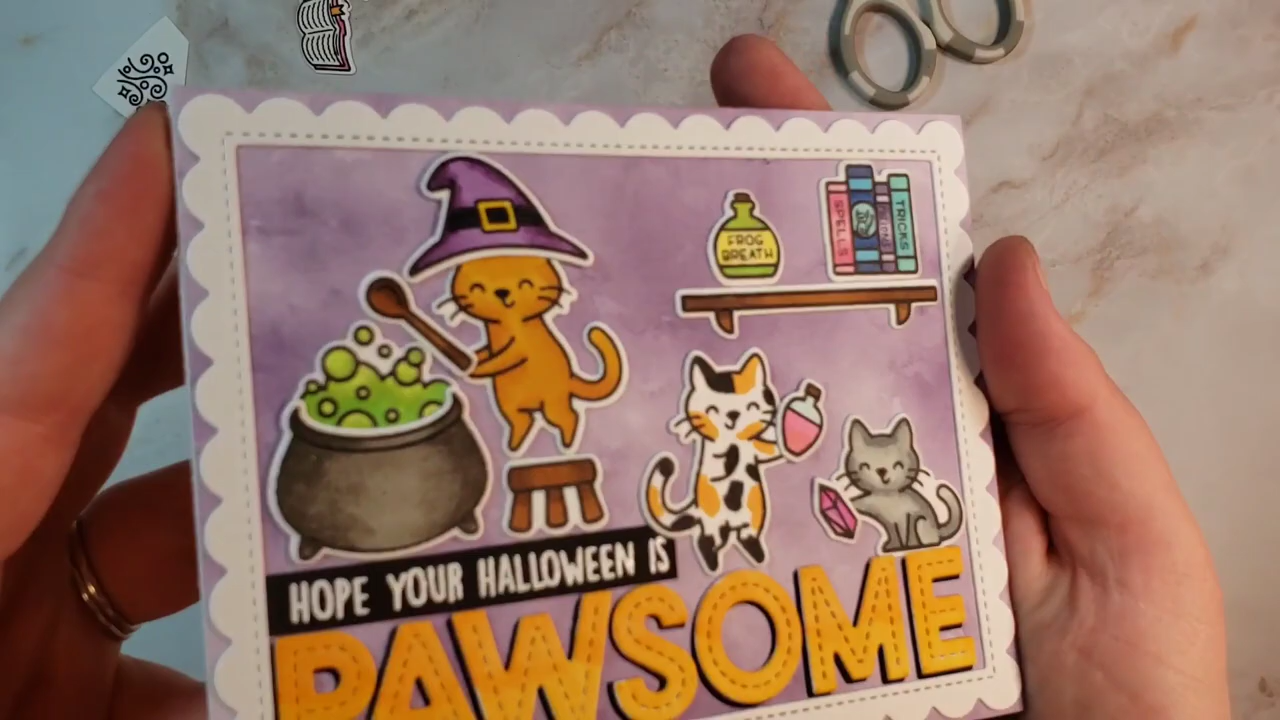 FROG
BREATH
SPELLS
TRICKS
HOPE YOUR HALLOWEEN IS
PAWSOME